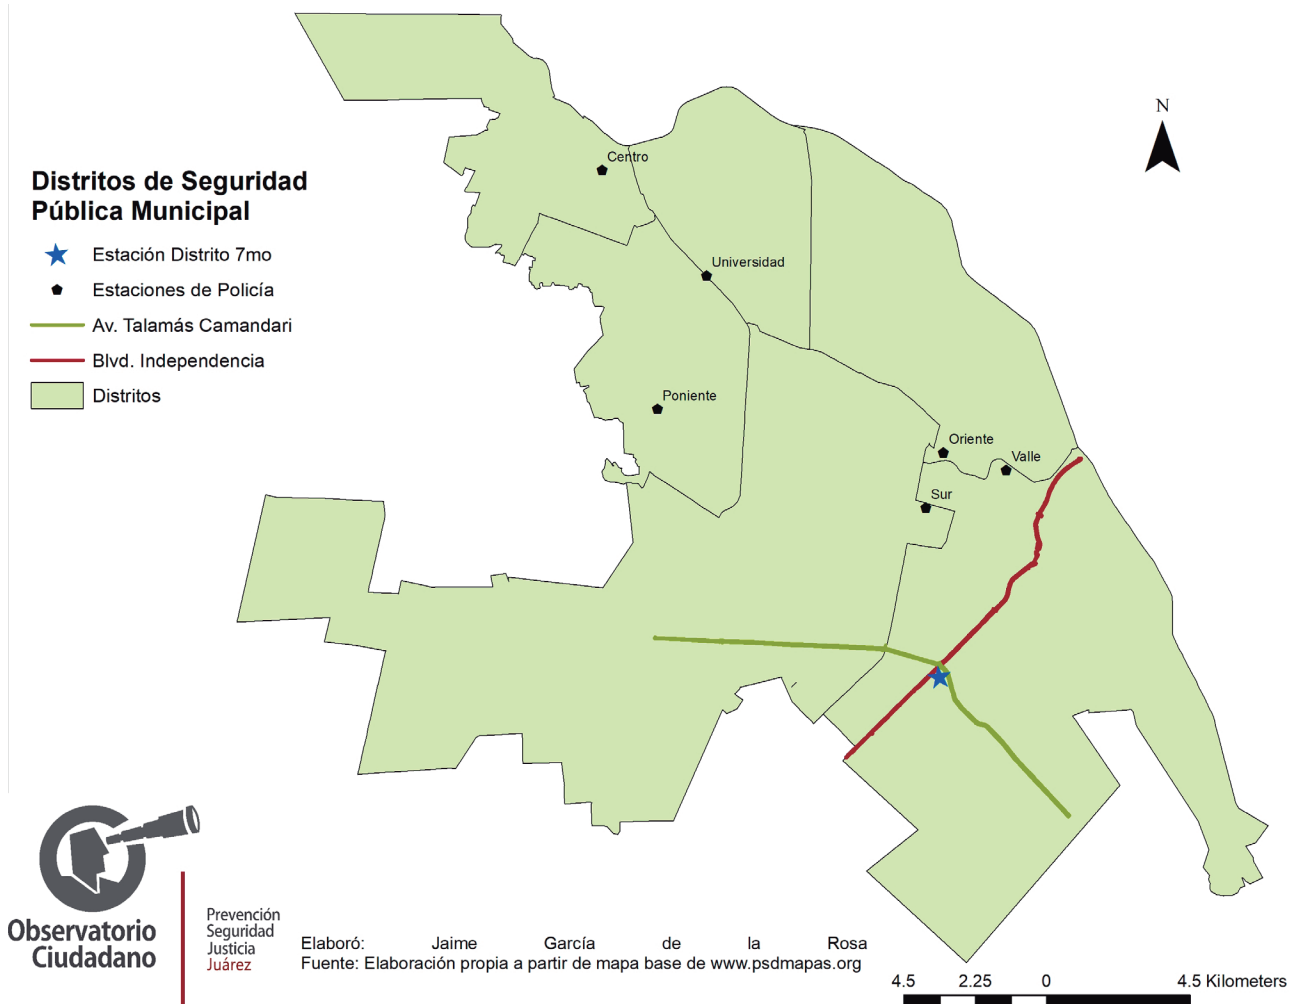 N
Centro
Distritos de Seguridad
Pública Municipal
Estación Distrito 7mo
Universidad
Estaciones de Policía
Av. Talamás Camandari
Blvd. Independencia
Distritos
Poniente
Oriente
Valle
Sur
Observatorio
Ciudadano
Prevención
Seguridad
Justicia
Juárez
Elaboró: Jaime García de la Rosa
Fuente: Elaboración propia a partir de mapa base de www.psdmapas.org
4.5 2.25 0 4.5 Kilometers